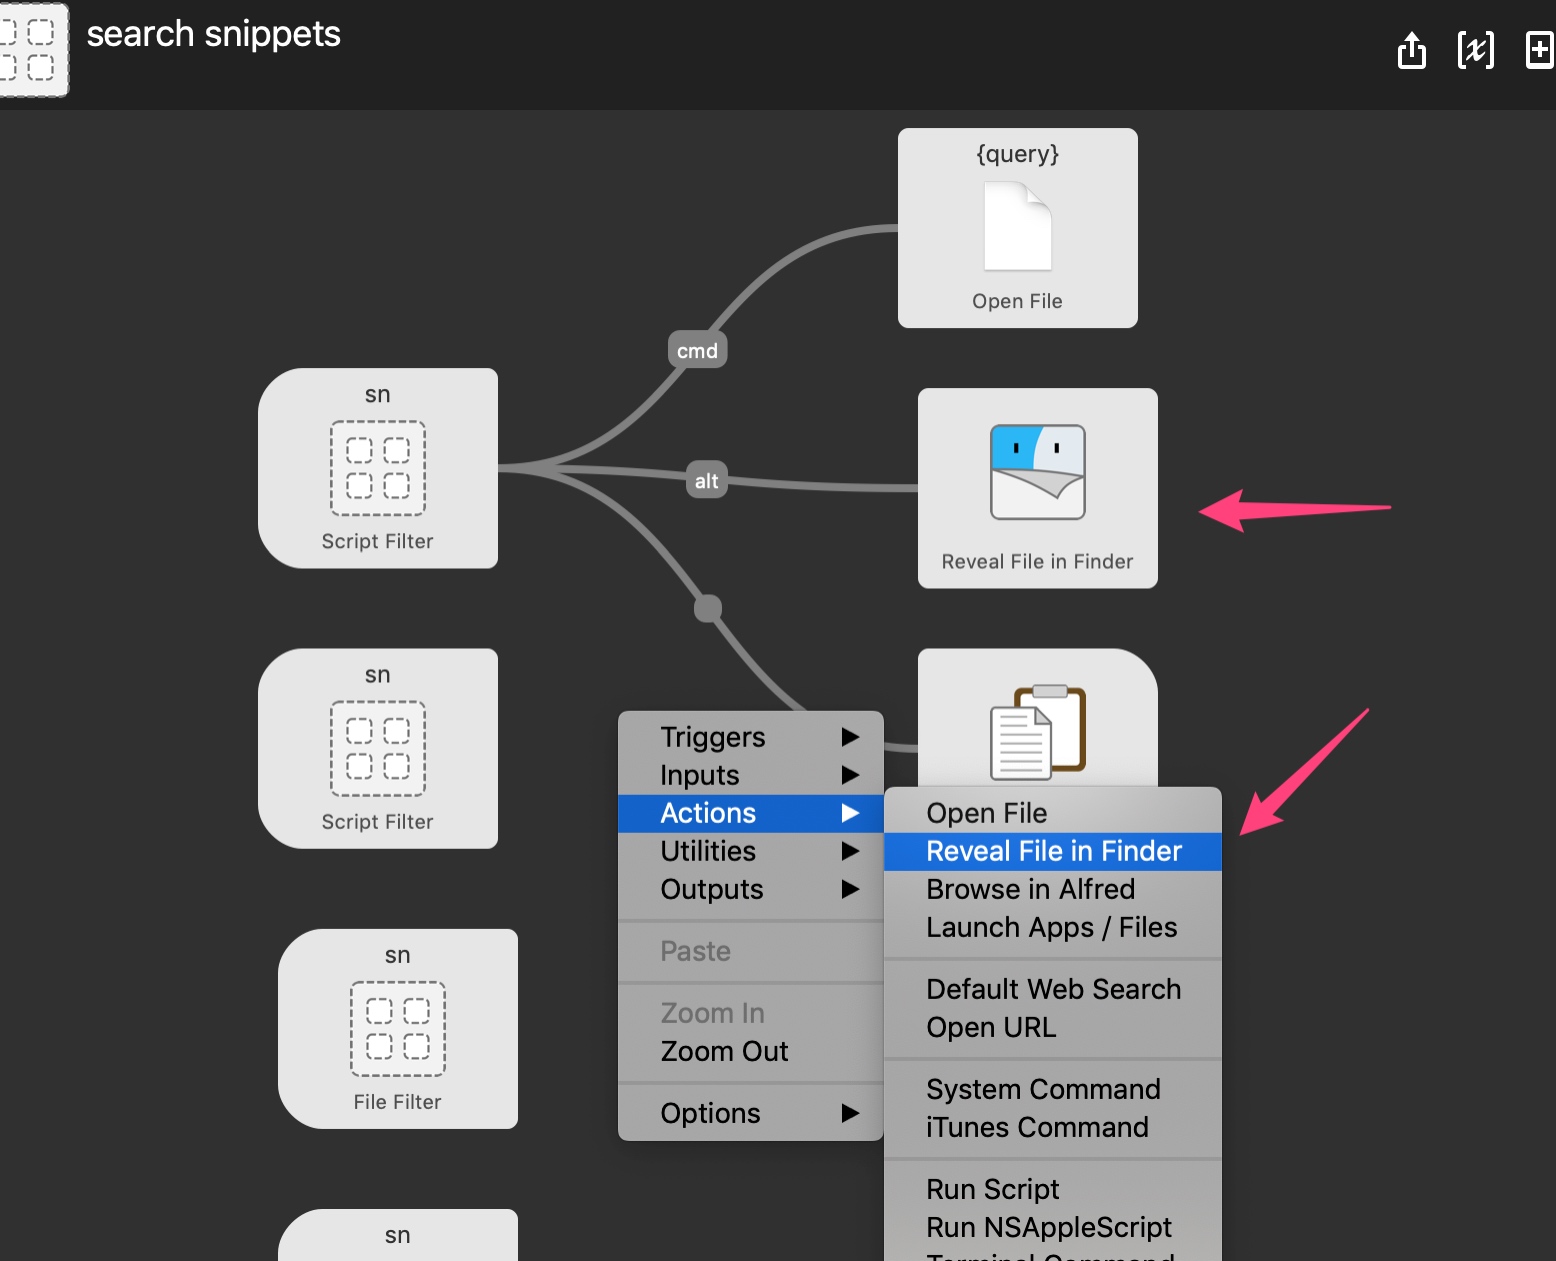 search snippets
{query}
Open File
cmd
sn
Script Filter
alt
Reveal File in Finder
sn
Script Filter
Triggers
Inputs
Actions
Utilities
Outputs
Paste
Zoom In
Zoom Out
Options
Open File
Reveal File in Finder
Browse in Alfred
Launch Apps / Files
Default Web Search
Open URL
System Command
iTunes Command
Run Script
Run NSAppleScript
Terminal Command
sn
File Filter
sn